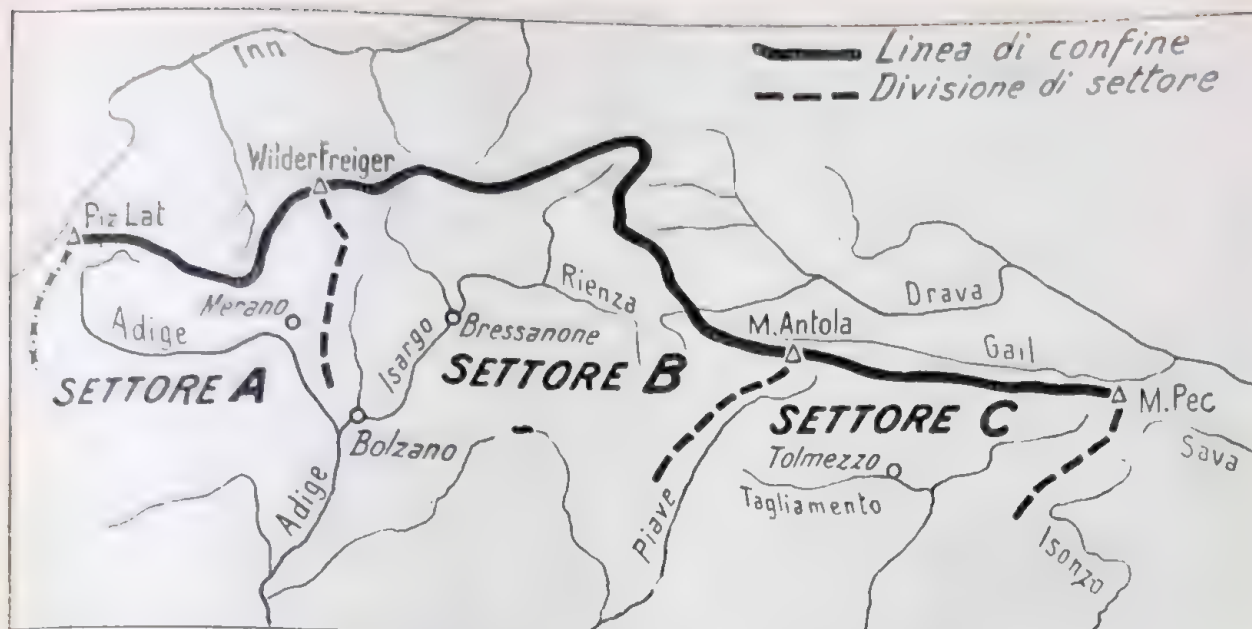 Inn
Linea di confine
Divisione di settore
Wilder Freiger
Piz Lat
Merano
Adige
Rienza
Drava
Isargo
Bressanone
M. Antola
Gail
SETTORE A
SETTORE B
SETTORE C
M. Pec
Bolzano
Tolmezzo
Sava
Adige
Piave
Tagliamento
Isonzo